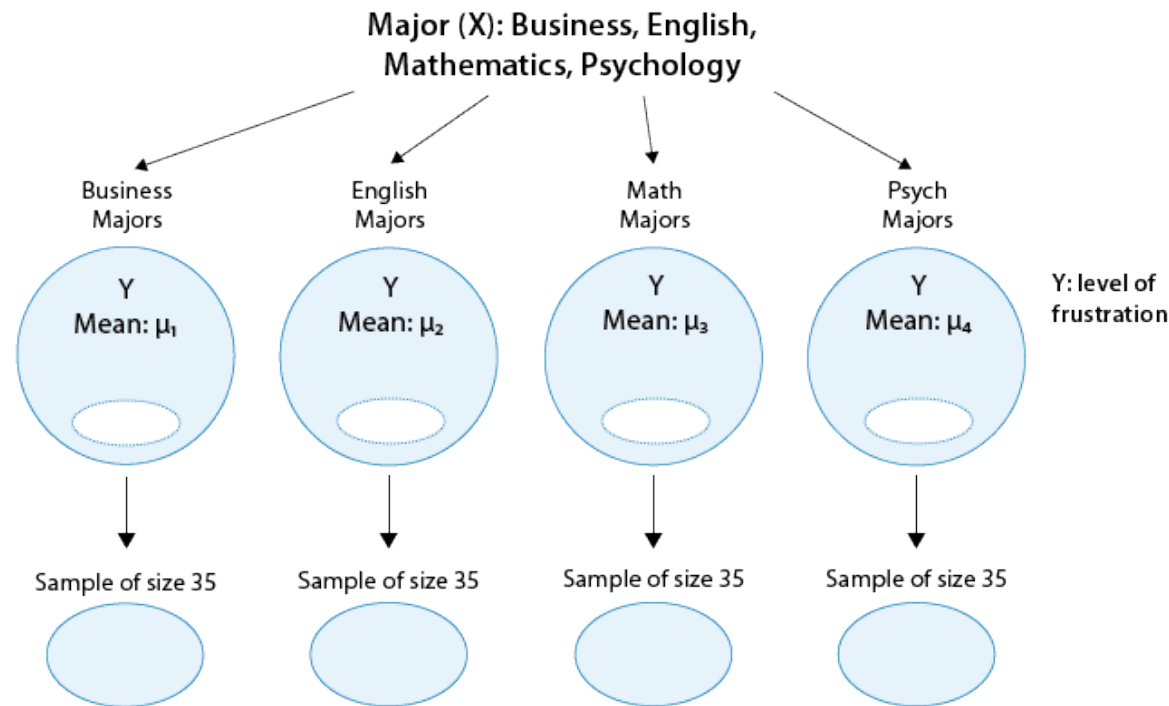 Major (X): Business, English,
Mathematics, Psychology
Business
Majors
English
Majors
Math
Majors
Psych
Majors
Y
Mean: μ₁
Y
Mean: μ₂
Y
Mean: μ₃
Y
Mean: μ₄
Y: level of
frustration
Sample of size 35
Sample of size 35
Sample of size 35
Sample of size 35